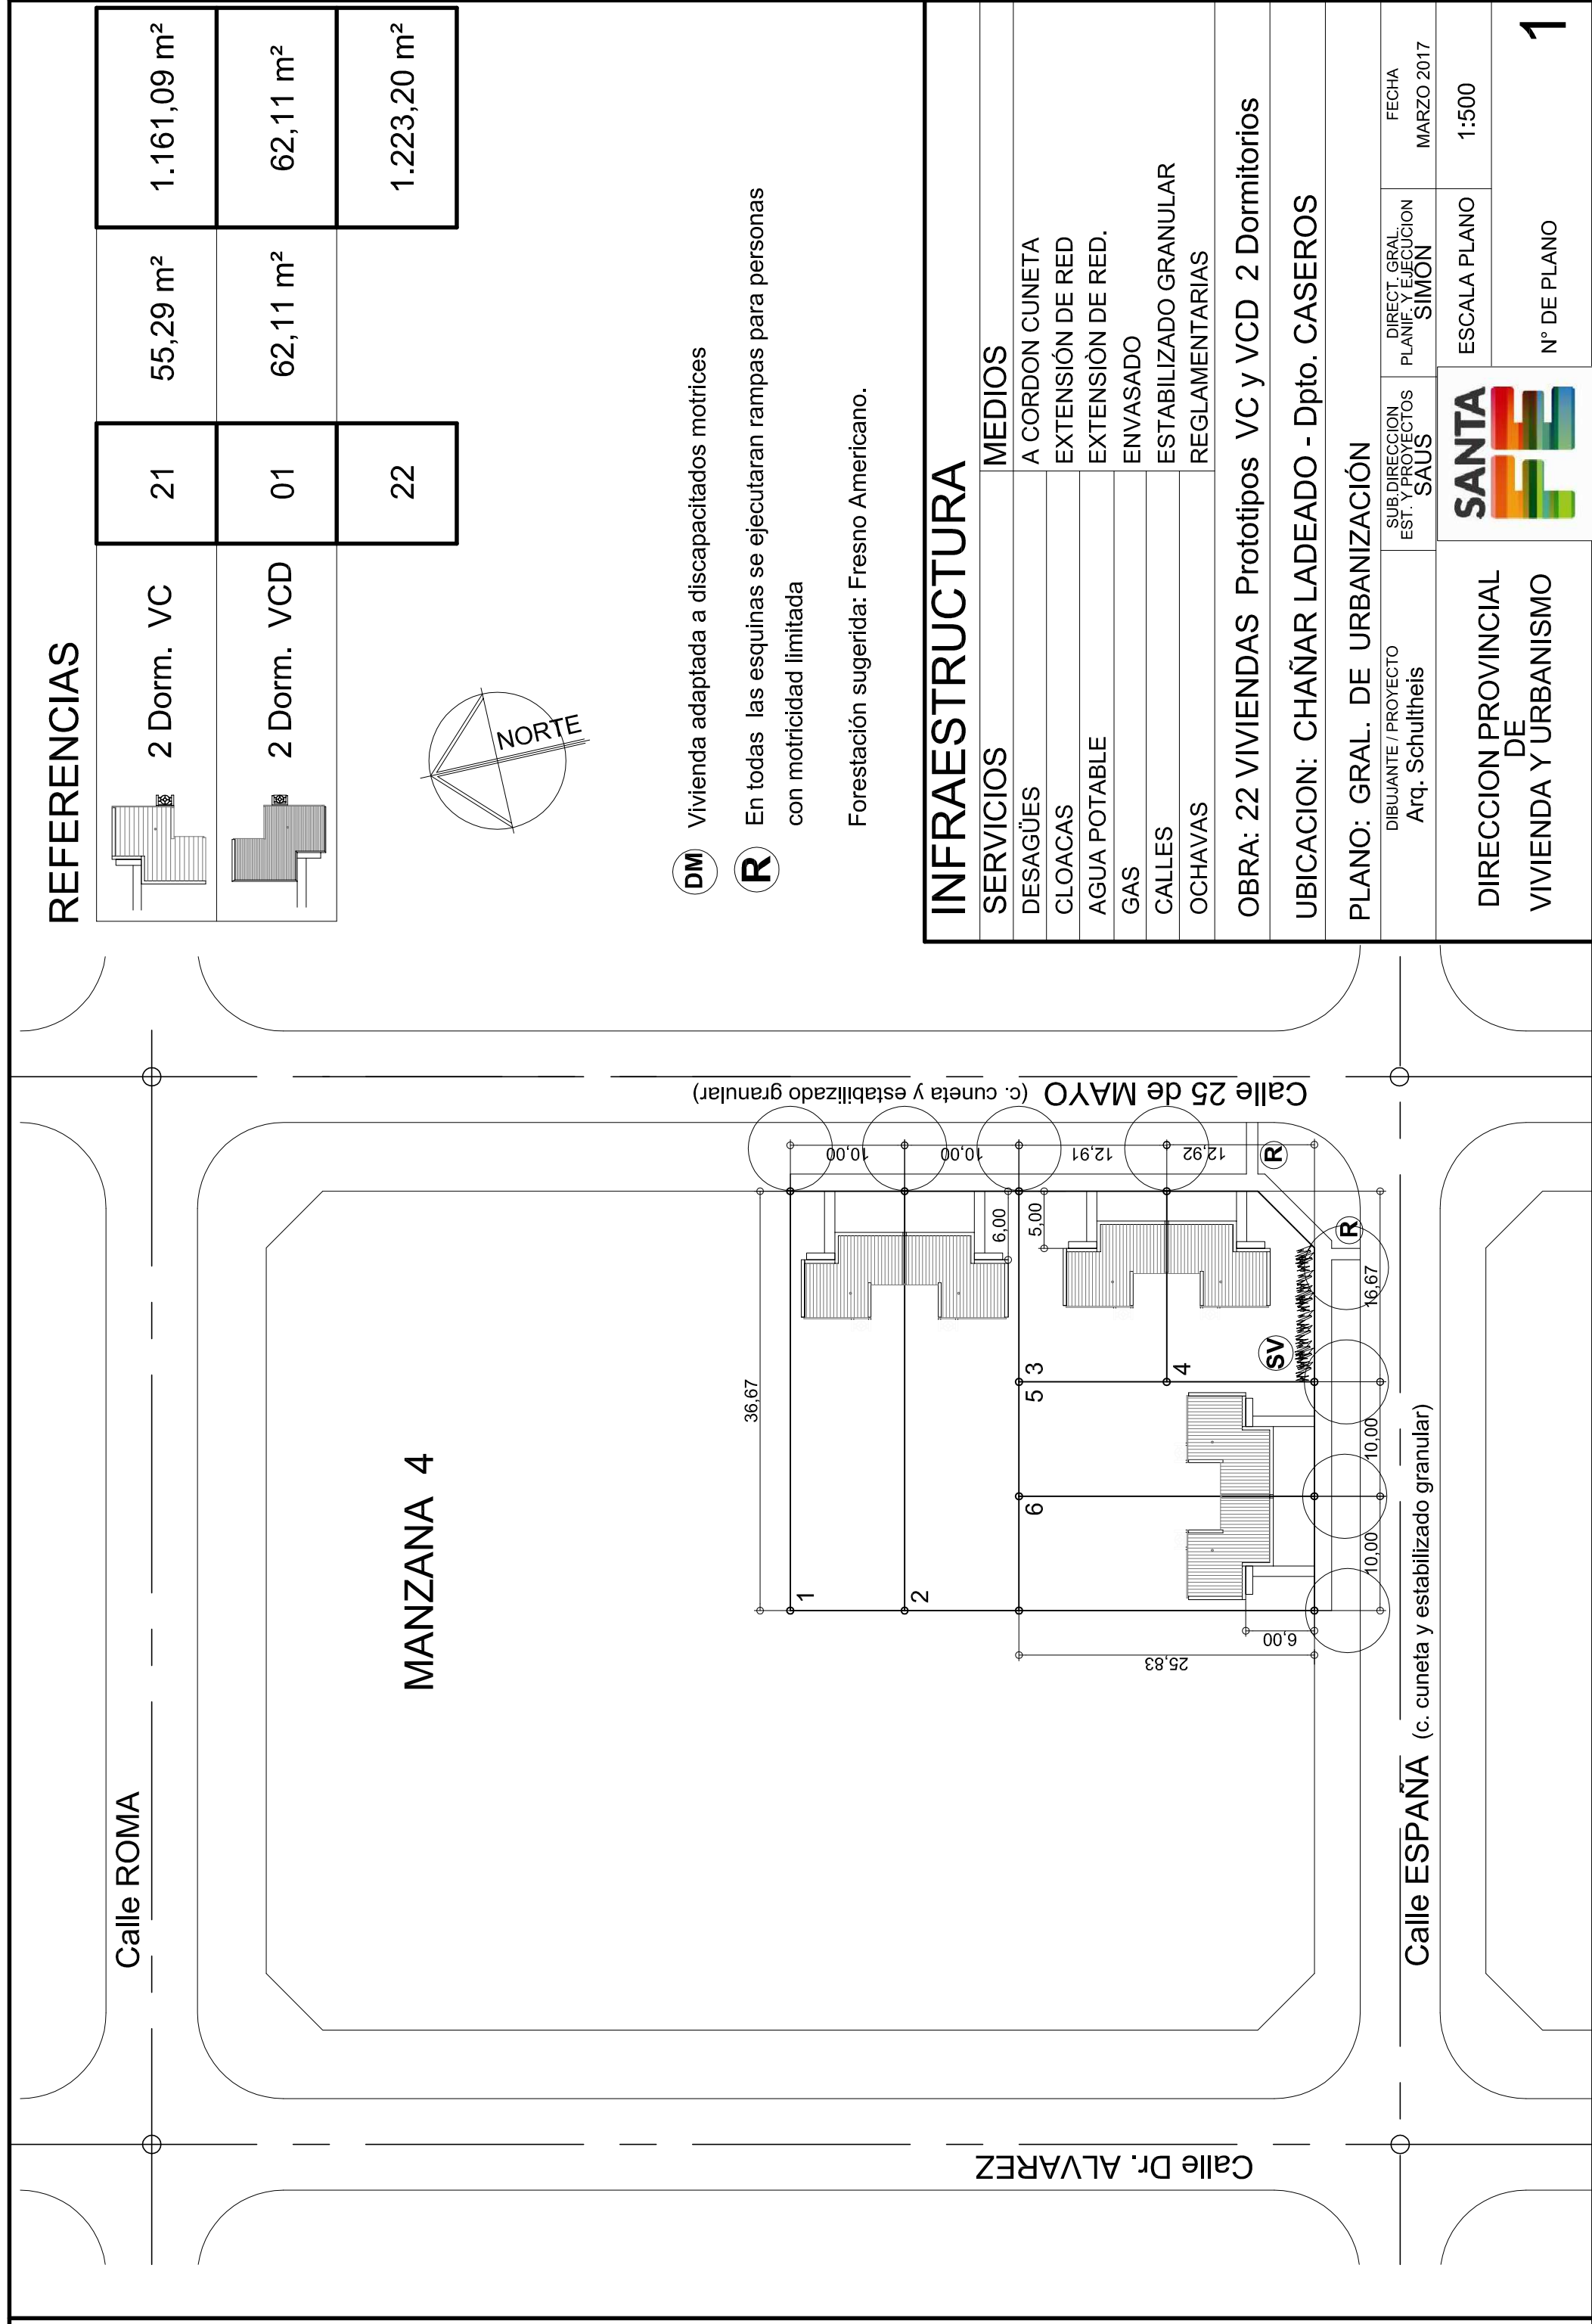 REFERENCIAS
2 Dorm. VC 21 55,29 m² 1.161,09 m²
2 Dorm. VCD 01 62,11 m² 62,11 m²
22 1.223,20 m²
NORTE
DM Vivienda adaptada a discapacitados motrices
R En todas las esquinas se ejecutaran rampas para personas
con motricidad limitada
Forestación sugerida: Fresno Americano.
INFRAESTRUCTURA
SERVICIOS MEDIOS
DESAGÜES A CORDON CUNETA
CLOACAS EXTENSIÓN DE RED
AGUA POTABLE EXTENSIÒN DE RED.
GAS ENVASADO
CALLES ESTABILIZADO GRANULAR
OCHAVAS REGLAMENTARIAS
OBRA: 22 VIVIENDAS Prototipos VC y VCD 2 Dormitorios
UBICACION: CHAÑAR LADEADO - Dpto. CASEROS
PLANO: GRAL. DE URBANIZACIÓN
DIBUJANTE / PROYECTO
Arq. Schultheis
SUB.DIRECCION
EST. Y PROYECTOS
SAUS
DIRECT. GRAL.
PLANIF. Y EJECUCION
SIMON
FECHA
MARZO 2017
DIRECCION PROVINCIAL
DE
VIVIENDA Y URBANISMO
SANTA
FE
ESCALA PLANO 1:500
N° DE PLANO
1
Calle ROMA
MANZANA 4
36,67
1
2
3
4
5
6
10,00
10,00
12,91
12,92
6,00
5,00
SV
R
R
16,67
10,00
10,00
6,00
25,83
Calle 25 de MAYO (c. cuneta y estabilizado granular)
Calle ESPAÑA (c. cuneta y estabilizado granular)
Calle Dr. ALVAREZ